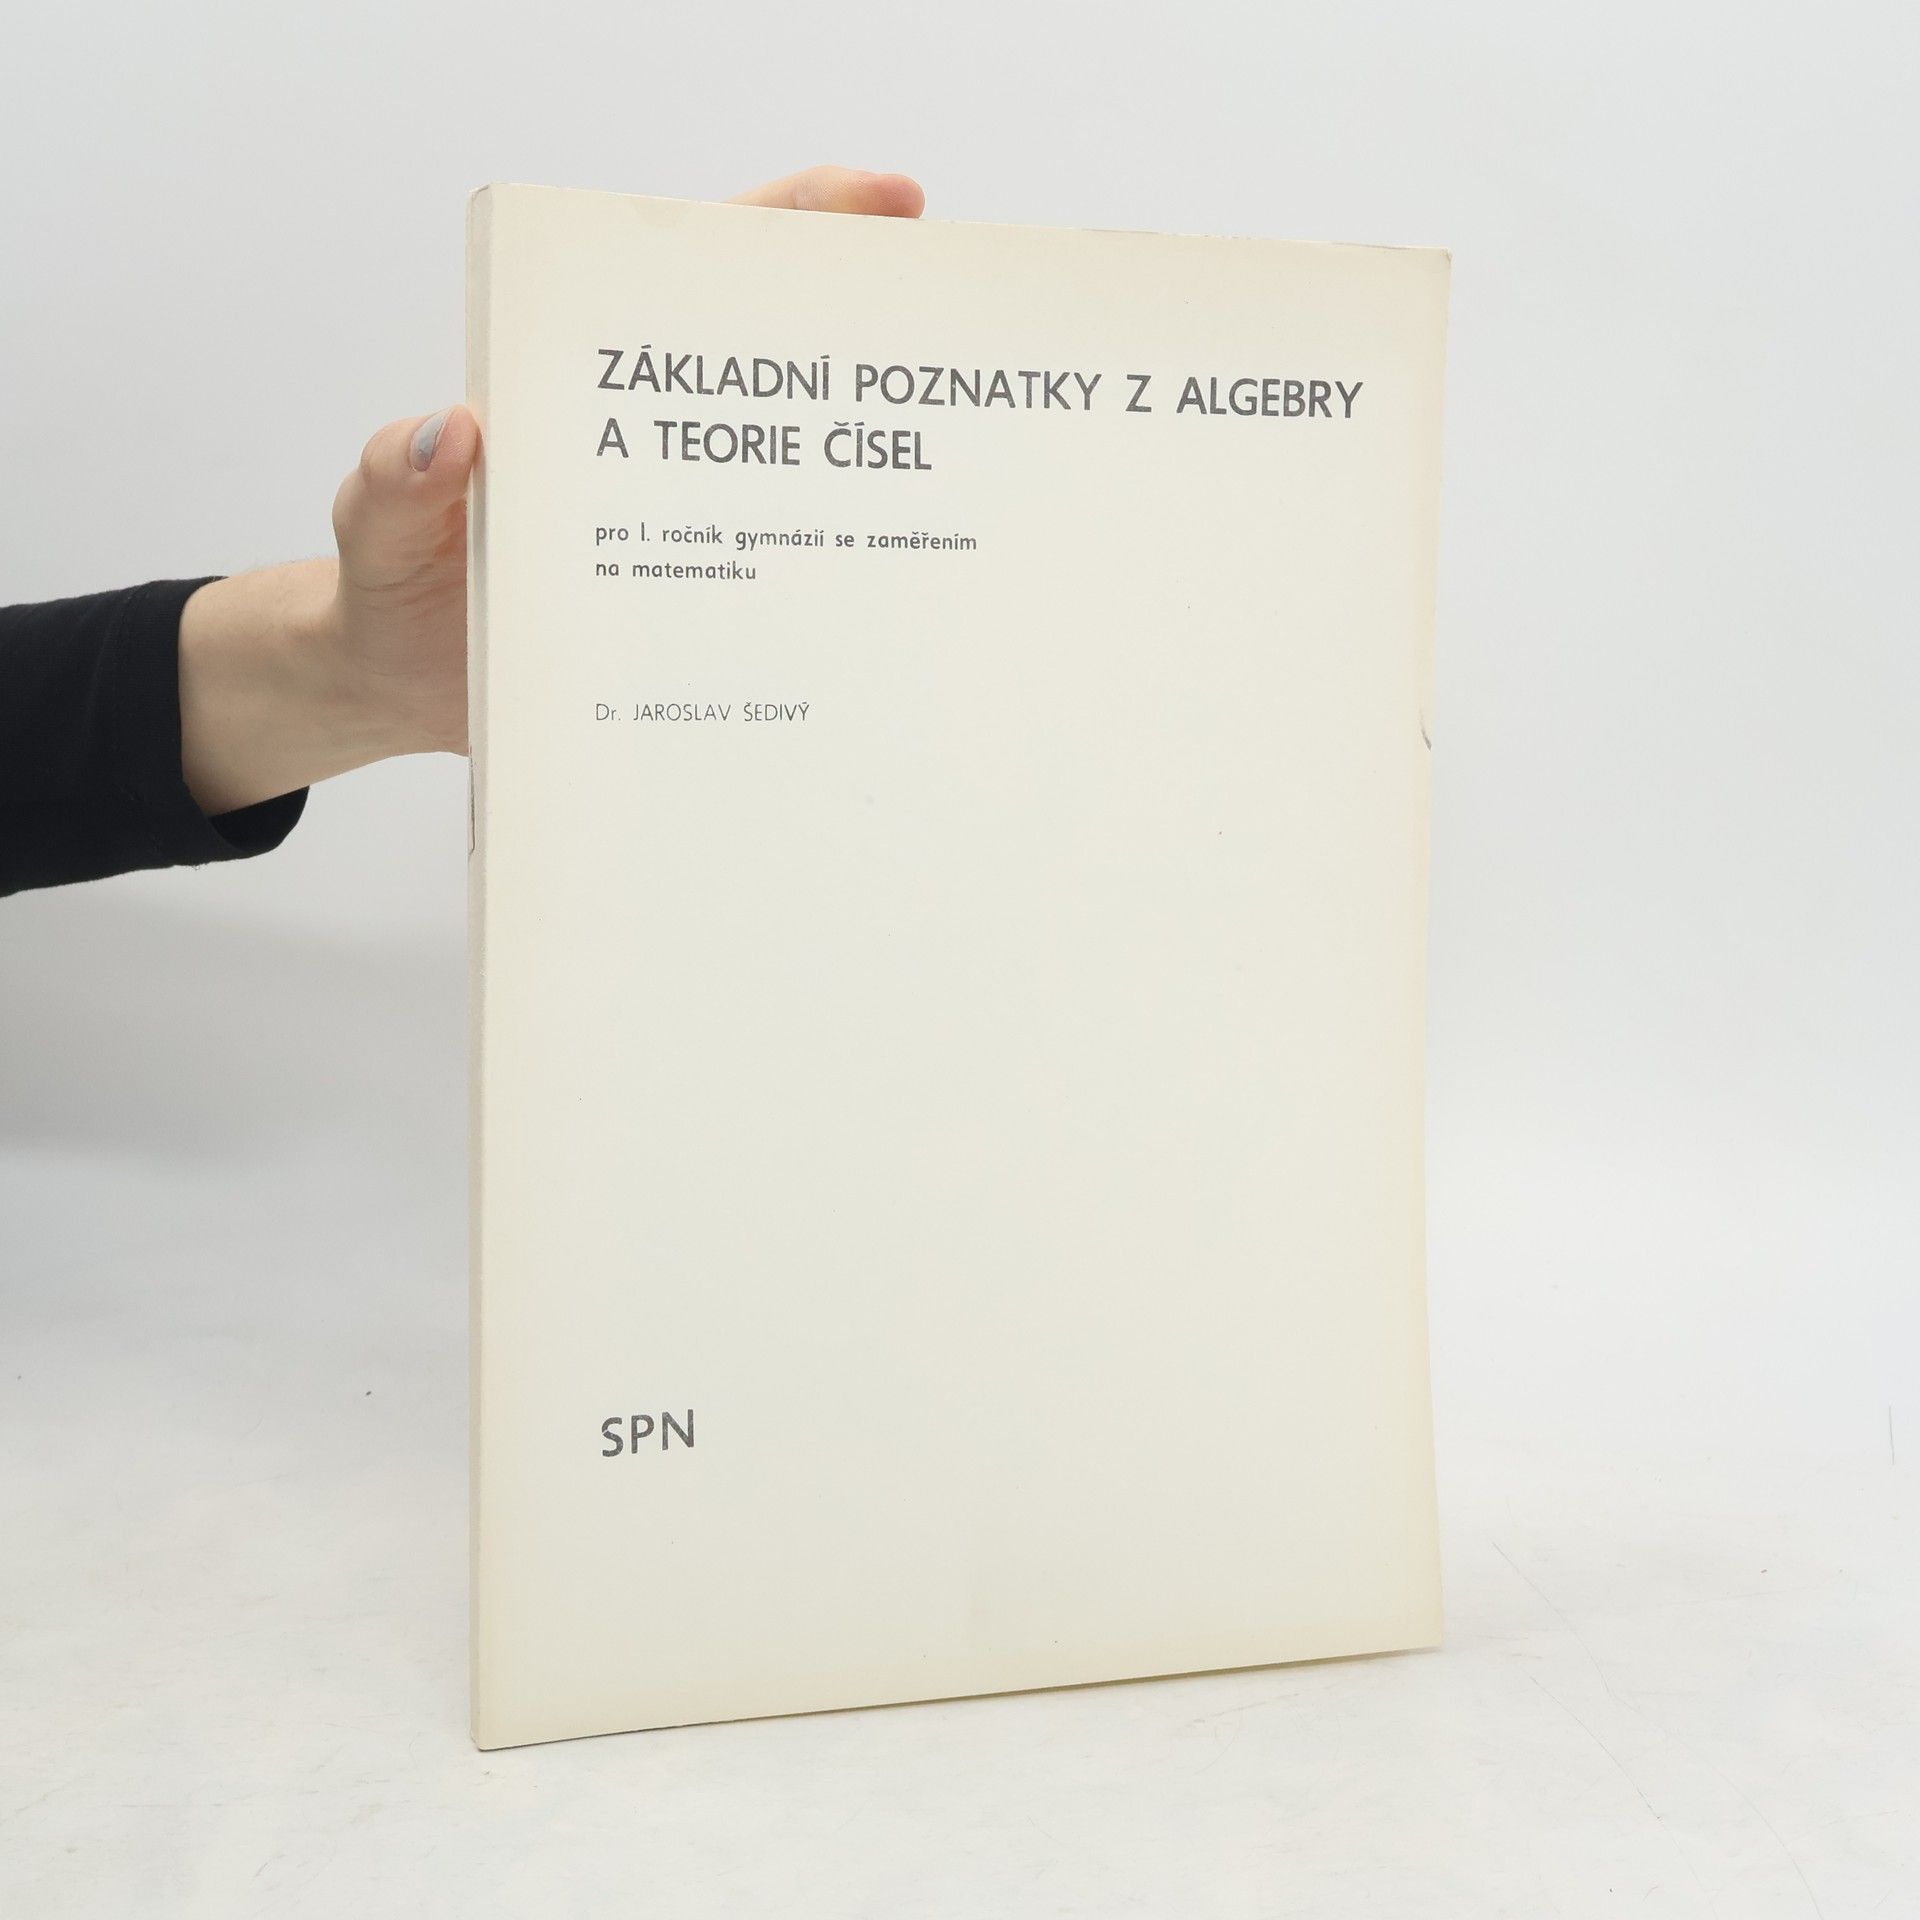 ZÁKLADNÍ POZNATKY Z ALGEBRY
A TEORIE ČÍSEL
pro I. ročník gymnázií se zaměřením
na matematiku
Dr. JAROSLAV ŠEDIVÝ
SPN